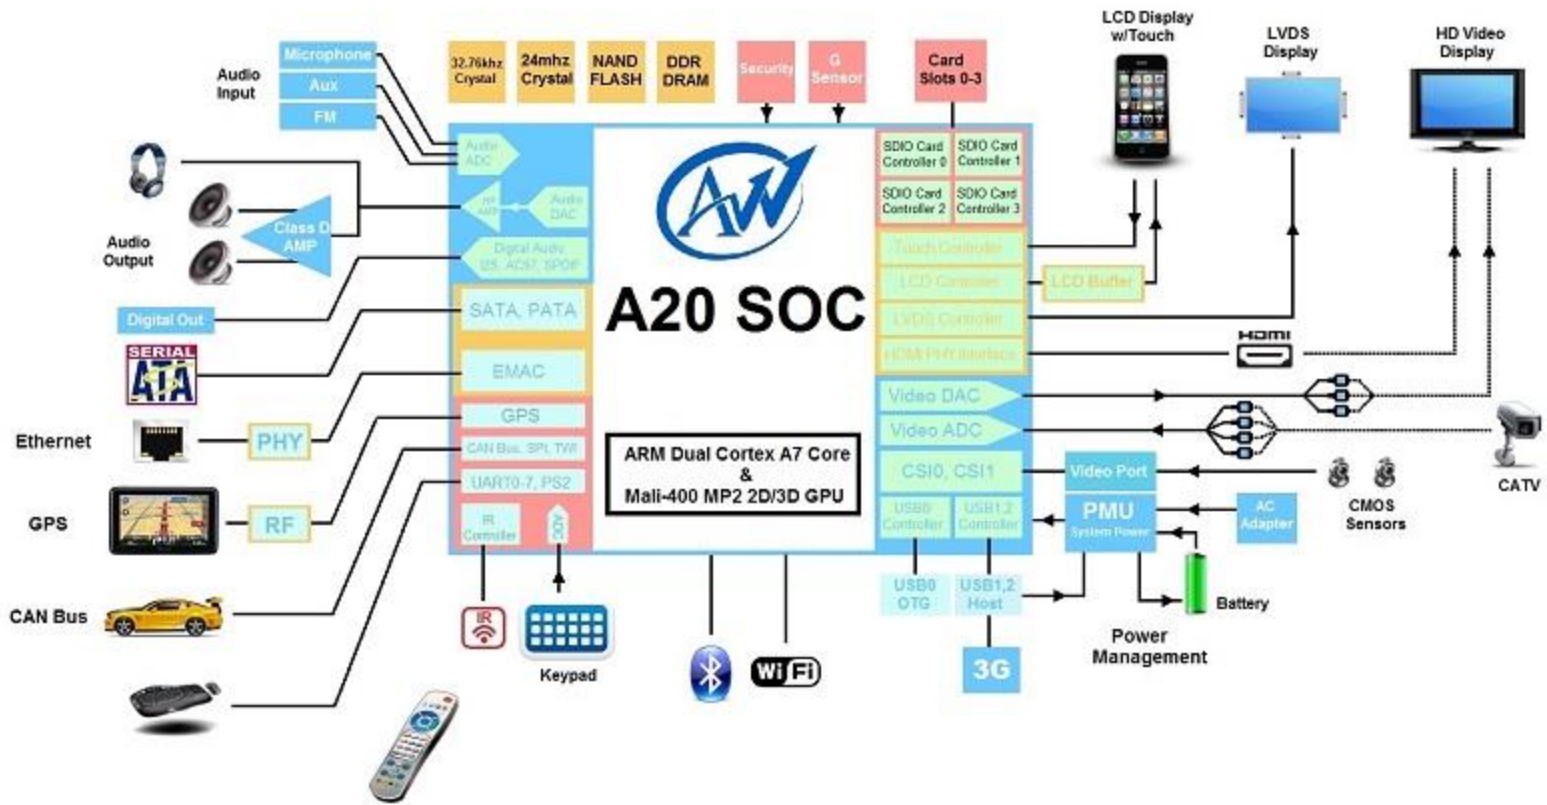 Audio
Input
Microphone
Aux
FM
32.76khz
Crystal
24mhz
Crystal
NAND
FLASH
DDR
DRAM
Security
G
Sensor
Card
Slots 0-3
LCD Display
w/Touch
LVDS
Display
HD Video
Display
Audio
ADC
HP
AMP
Audio
DAC
Digital Audio
I2S, AC97, SPDIF
Class D
AMP
Audio
Output
Digital Out
SERIAL
ATA
SATA, PATA
EMAC
Ethernet
PHY
GPS
GPS
RF
CAN Bus, SPI, TWI
UART0-7, PS2
CAN Bus
IR
Controller
ADC
IR
Keypad
AW
A20 SOC
ARM Dual Cortex A7 Core
&
Mali-400 MP2 2D/3D GPU
WiFi
SDIO Card
Controller 0
SDIO Card
Controller 1
SDIO Card
Controller 2
SDIO Card
Controller 3
Touch Controller
LCD Controller
LCD Buffer
LVDS Controller
HDMI PHY Interface
HDMI
Video DAC
Video ADC
CSI0, CSI1
Video Port
CMOS
Sensors
CATV
USB0
Controller
USB1,2
Controller
PMU
System Power
AC
Adapter
USB0
OTG
USB1,2
Host
Battery
3G
Power
Management